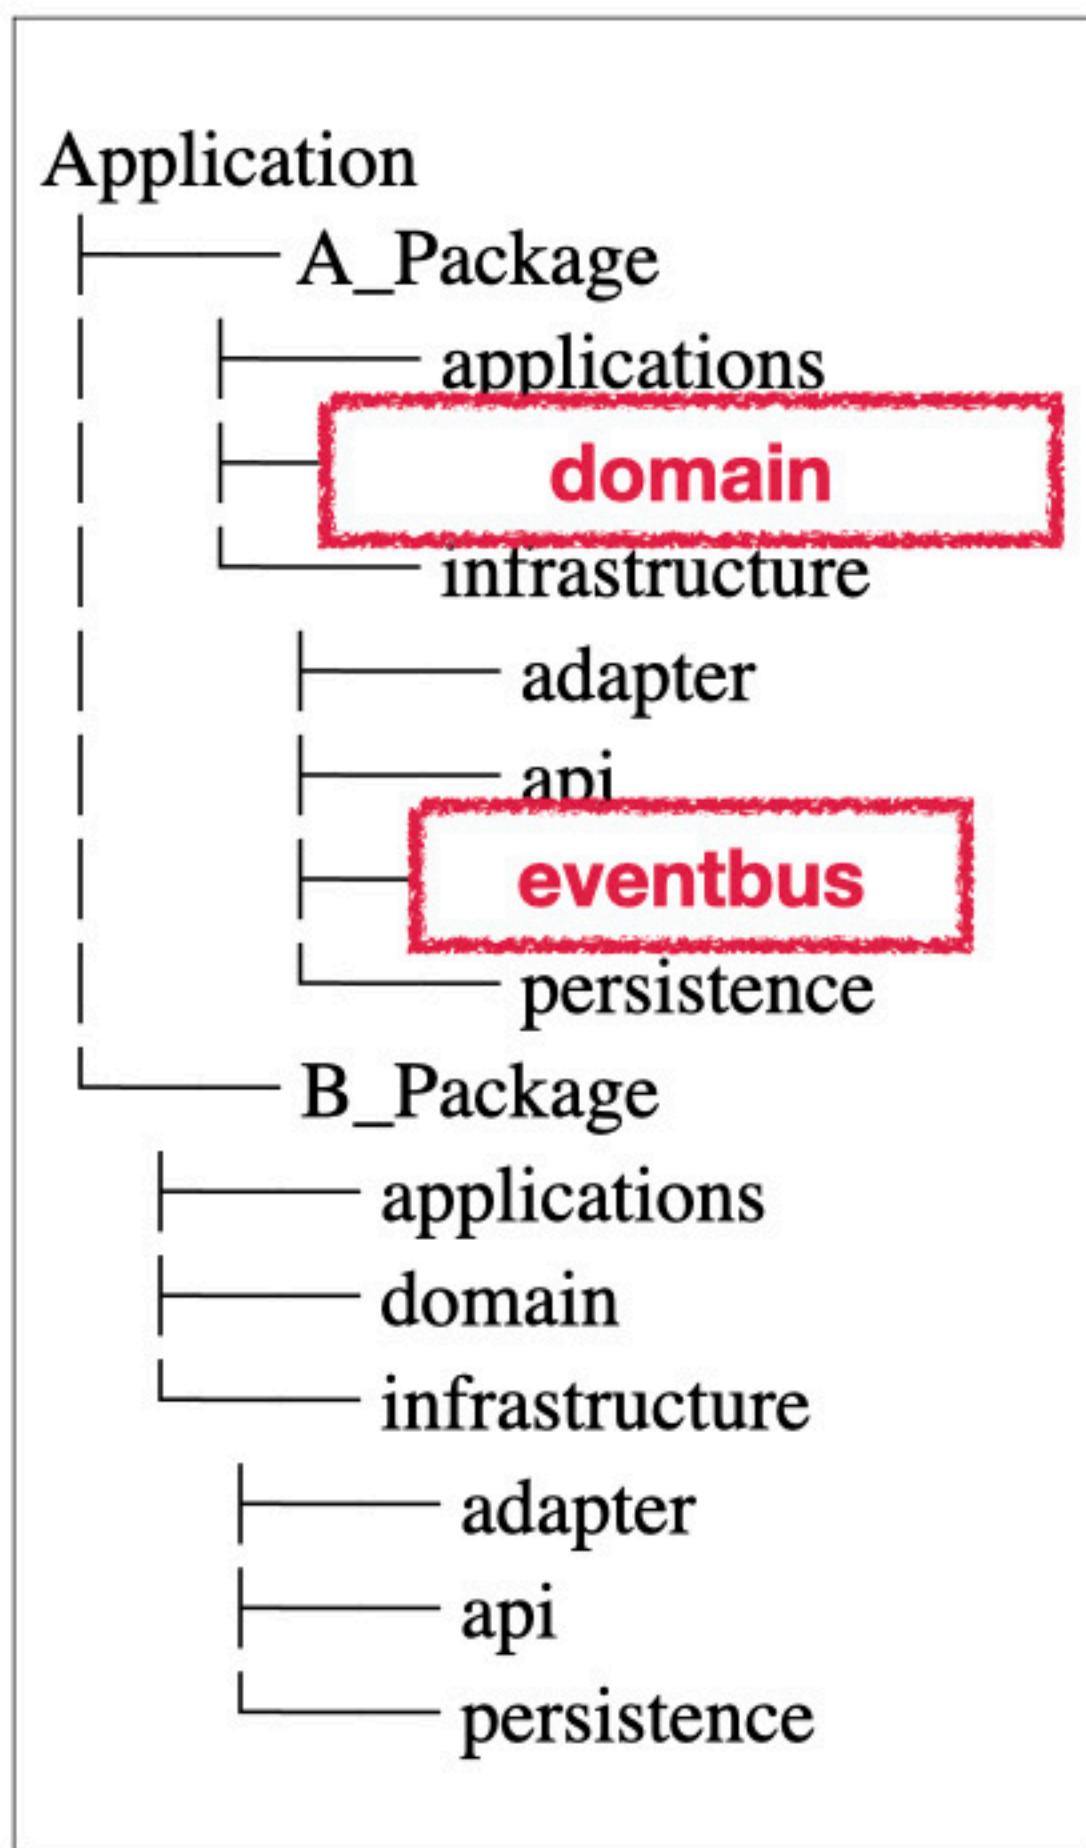 Application
A_Package
applications
domain
infrastructure
adapter
api
eventbus
persistence
B_Package
applications
domain
infrastructure
adapter
api
persistence